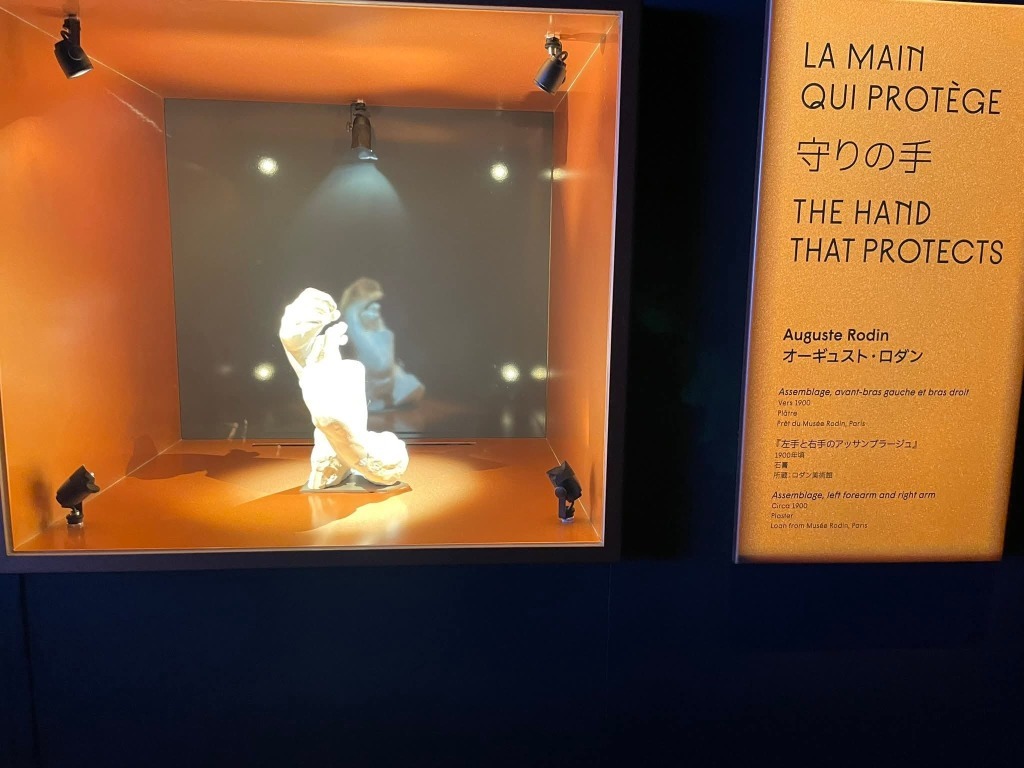 LA MAIN
QUI PROTÈGE
守りの手
THE HAND
THAT PROTECTS
Auguste Rodin
オーギュスト・ロダン
Assemblage, avant-bras gauche et bras droit
Vers 1900
Plâtre
Prêt du Musée Rodin, Paris
『左手と右手のアッサンブラージュ』
1900年頃
石膏
所蔵：ロダン美術館
Assemblage, left forearm and right arm
Circa 1900
Plaster
Loan from Musée Rodin, Paris